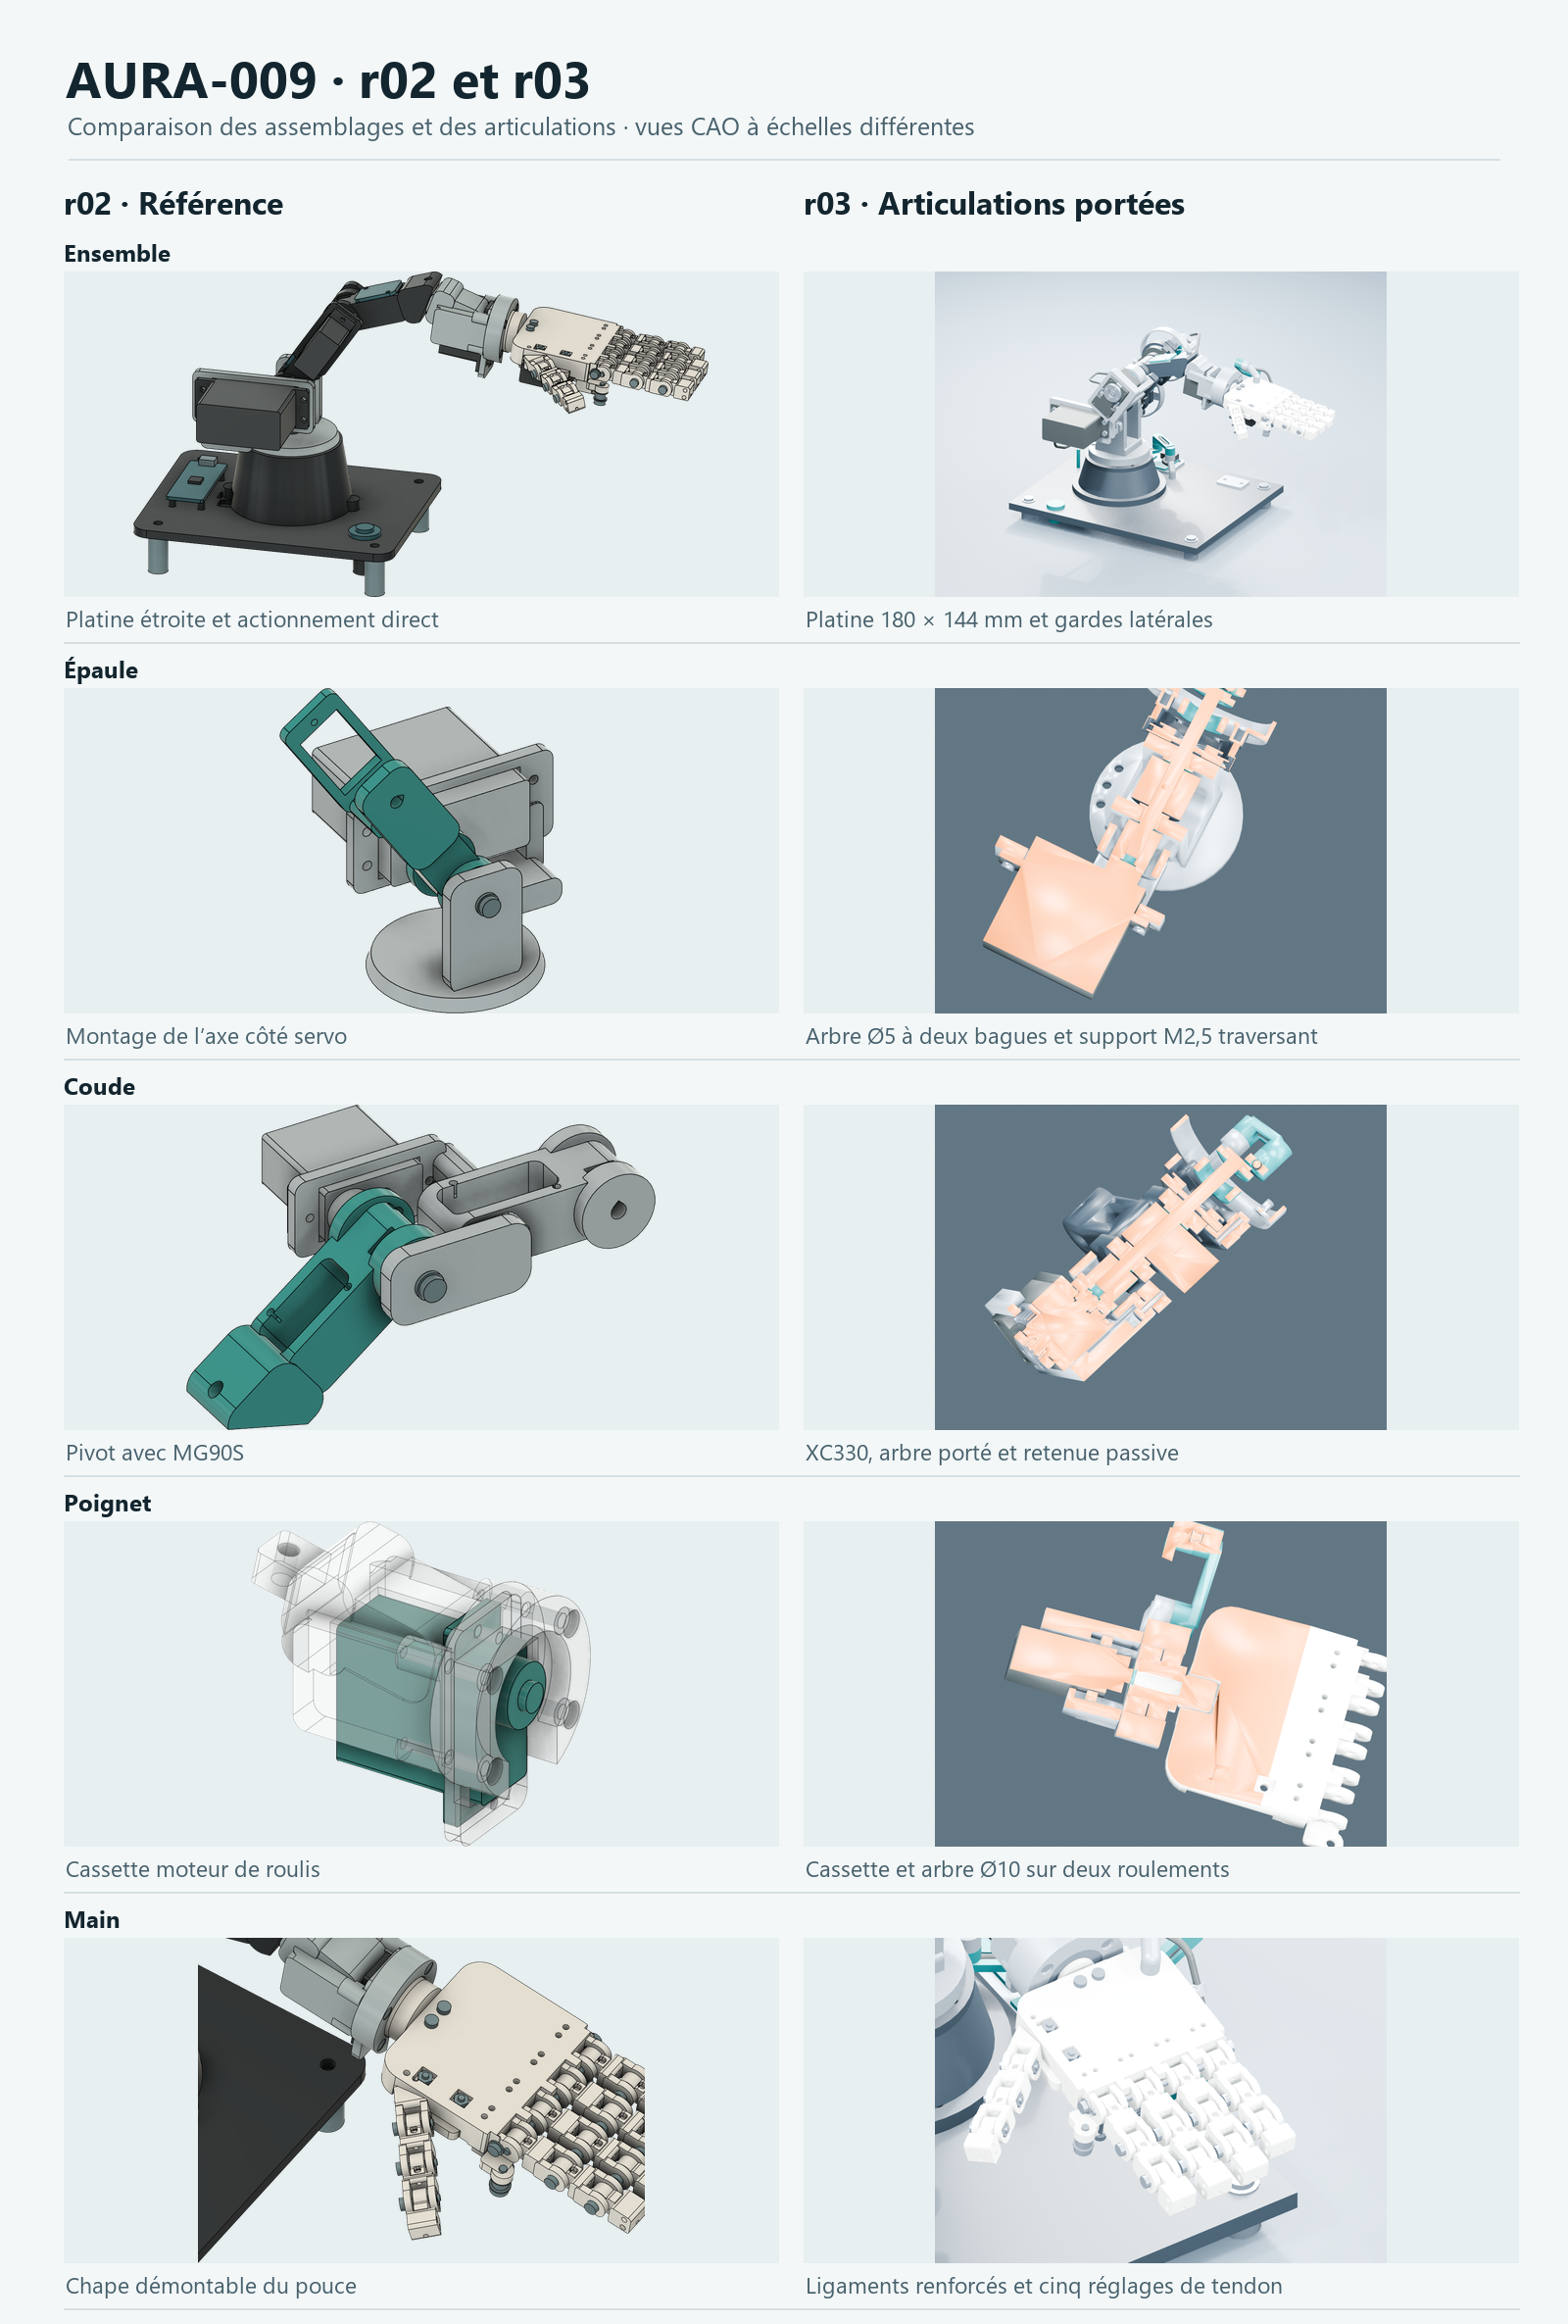 AURA-009 · r02 et r03
Comparaison des assemblages et des articulations · vues CAO à échelles différentes
r02 · Référence
r03 · Articulations portées
Ensemble
Platine étroite et actionnement direct
Platine 180 × 144 mm et gardes latérales
Épaule
Montage de l’axe côté servo
Arbre Ø5 à deux bagues et support M2,5 traversant
Coude
Pivot avec MG90S
XC330, arbre porté et retenue passive
Poignet
Cassette moteur de roulis
Cassette et arbre Ø10 sur deux roulements
Main
Chape démontable du pouce
Ligaments renforcés et cinq réglages de tendon